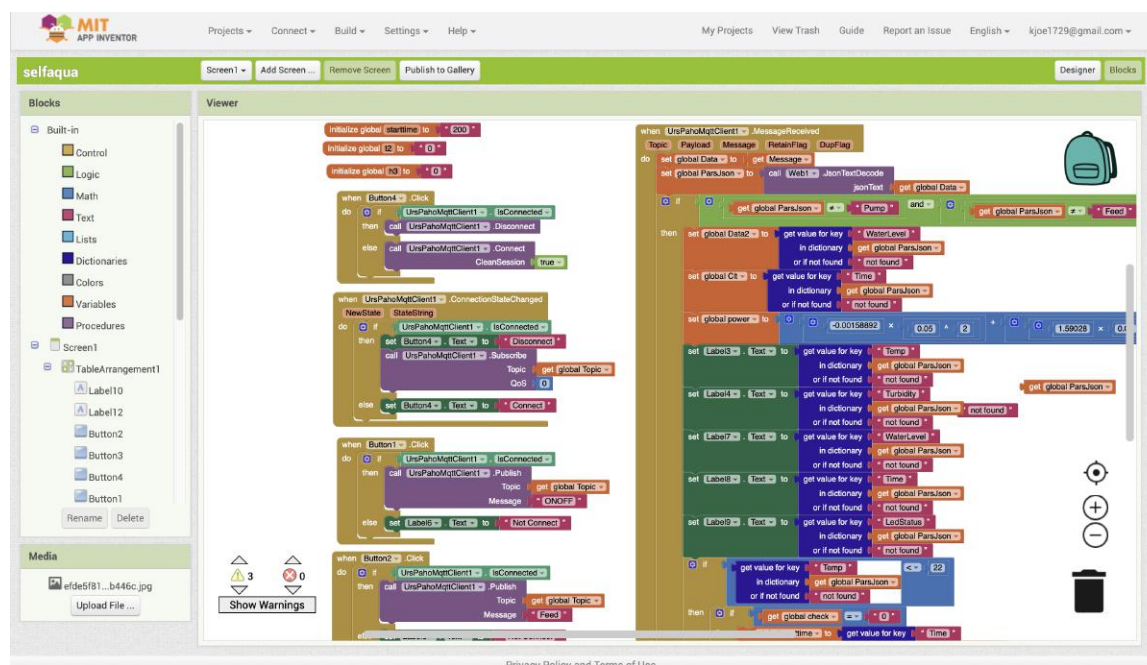 MIT
APP INVENTOR
Projects Connect Build Settings Help My Projects View Trash Guide Report an Issue English kjoe1729@gmail.com
selfaqua Screen1 Add Screen ... Remove Screen Publish to Gallery Designer Blocks
Blocks
Built-in
Control
Logic
Math
Text
Lists
Dictionaries
Colors
Variables
Procedures
Screen1
TableArrangement1
Label10
Label12
Button2
Button3
Button4
Button1
Rename Delete
Media
efde5f81...b446c.jpg
Upload File ...
Viewer
initialize global starttime to " 200 "
initialize global t2 to " 0 "
initialize global h3 to " 0 "
when Button4 .Click
do if UrsPahoMqttClient1 . IsConnected
then call UrsPahoMqttClient1 .Disconnect
else call UrsPahoMqttClient1 .Connect
CleanSession true
when UrsPahoMqttClient1 .ConnectionStateChanged
NewState StateString
do if UrsPahoMqttClient1 . IsConnected
then set Button4 . Text to " Disconnect "
call UrsPahoMqttClient1 .Subscribe
Topic get global Topic
QoS 0
else set Button4 . Text to " Connect "
when Button1 .Click
do if UrsPahoMqttClient1 . IsConnected
then call UrsPahoMqttClient1 .Publish
Topic get global Topic
Message " ONOFF "
else set Label6 . Text to " Not Connect "
when Button2 .Click
do if UrsPahoMqttClient1 . IsConnected
then call UrsPahoMqttClient1 .Publish
Topic get global Topic
Message " Feed "
3 0
Show Warnings
when UrsPahoMqttClient1 .MessageReceived
Topic Payload Message RetainFlag DupFlag
do set global Data to get Message
set global ParsJson to call Web1 .JsonTextDecode
jsonText get global Data
if get global ParsJson ≠ " Pump " and get global ParsJson ≠ " Feed "
then set global Data2 to get value for key " WaterLevel "
in dictionary get global ParsJson
or if not found " not found "
set global Clt to get value for key " Time "
in dictionary get global ParsJson
or if not found " not found "
set global power to -0.00158892 × 0.05 ^ 2 + 1.59028 × 0.0
set Label3 . Text to get value for key " Temp "
in dictionary get global ParsJson
or if not found " not found "
get global ParsJson
set Label4 . Text to get value for key " Turbidity "
in dictionary get global ParsJson " not found "
or if not found " not found "
set Label7 . Text to get value for key " WaterLevel "
in dictionary get global ParsJson
or if not found " not found "
set Label8 . Text to get value for key " Time "
in dictionary get global ParsJson
or if not found " not found "
set Label9 . Text to get value for key " LedStatus "
in dictionary get global ParsJson
or if not found " not found "
if get value for key " Temp " < 22
in dictionary get global ParsJson
or if not found " not found "
then if get global check = " 0 "
time to get value for key " Time "
Privacy Policy and Terms of Use